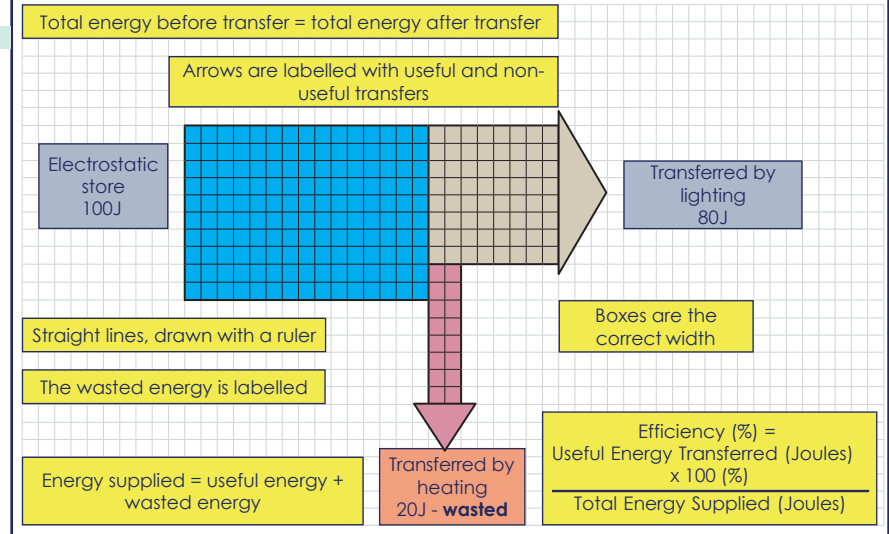 Total energy before transfer = total energy after transfer
Arrows are labelled with useful and non-
useful transfers
Electrostatic
store
100J
Transferred by
lighting
80J
Straight lines, drawn with a ruler
Boxes are the
correct width
The wasted energy is labelled
Energy supplied = useful energy +
wasted energy
Transferred by
heating
20J - wasted
Efficiency (%) =
Useful Energy Transferred (Joules)
x 100 (%)
Total Energy Supplied (Joules)